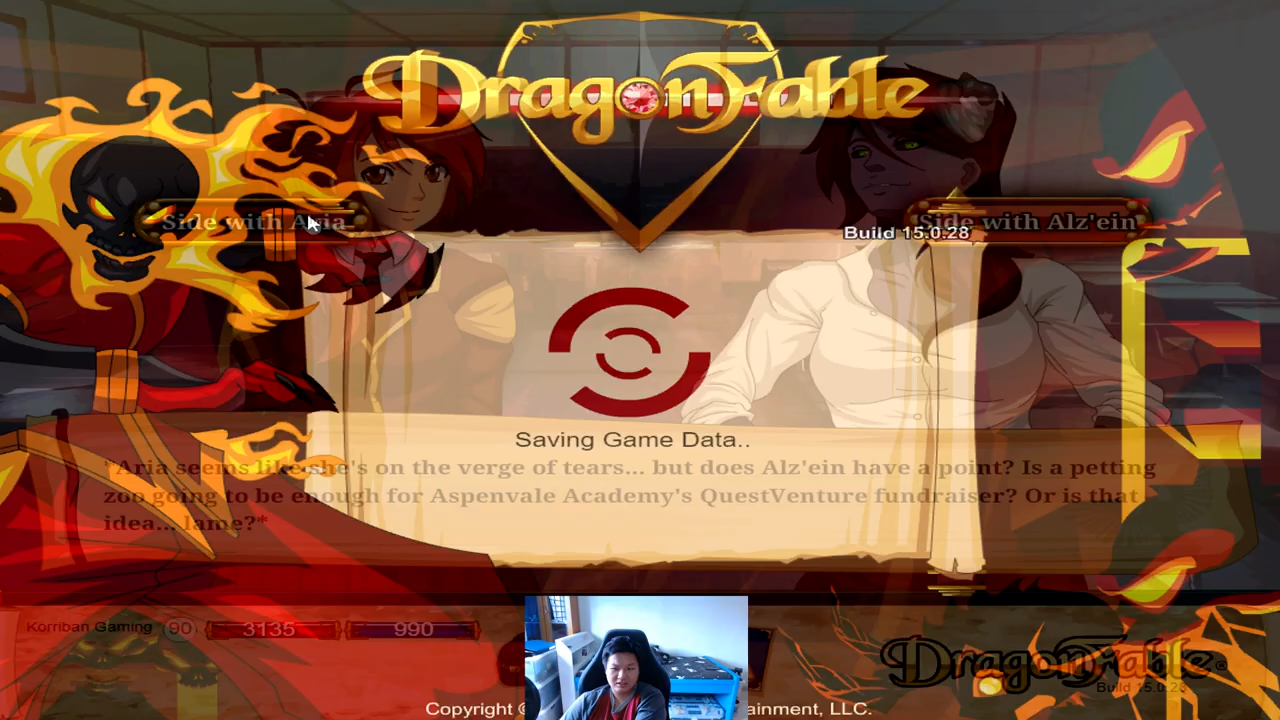 DragonFable
Side with Aria
Side with Alz'ein
Build 15.0.28
Saving Game Data..
*Aria seems like she's on the verge of tears... but does Alz'ein have a point? Is a petting
zoo going to be enough for Aspenvale Academy's QuestVenture fundraiser? Or is that
idea... lame?*
Korriban Gaming (90) 3135 990
DragonFable®
Build 15.0.28
Copyright ainment, LLC.